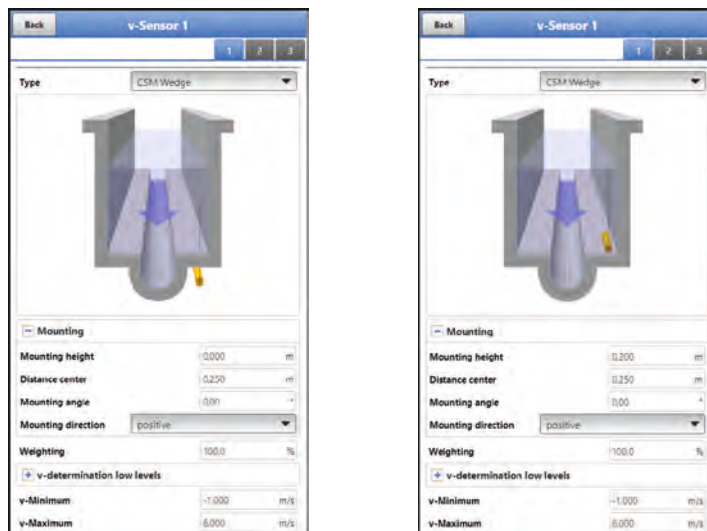 Back v-Sensor 1
1 2 3
Type CSM Wedge
Mounting
Mounting height 0,000 m
Distance center 0,250 m
Mounting angle 0,00 °
Mounting direction positive
Weighting 100,0 %
v-determination low levels
v-Minimum -1,000 m/s
v-Maximum 6,000 m/s
Back v-Sensor 1
1 2 3
Type CSM Wedge
Mounting
Mounting height 0,200 m
Distance center 0,250 m
Mounting angle 0,00 °
Mounting direction positive
Weighting 100,0 %
v-determination low levels
v-Minimum -1,000 m/s
v-Maximum 6,000 m/s